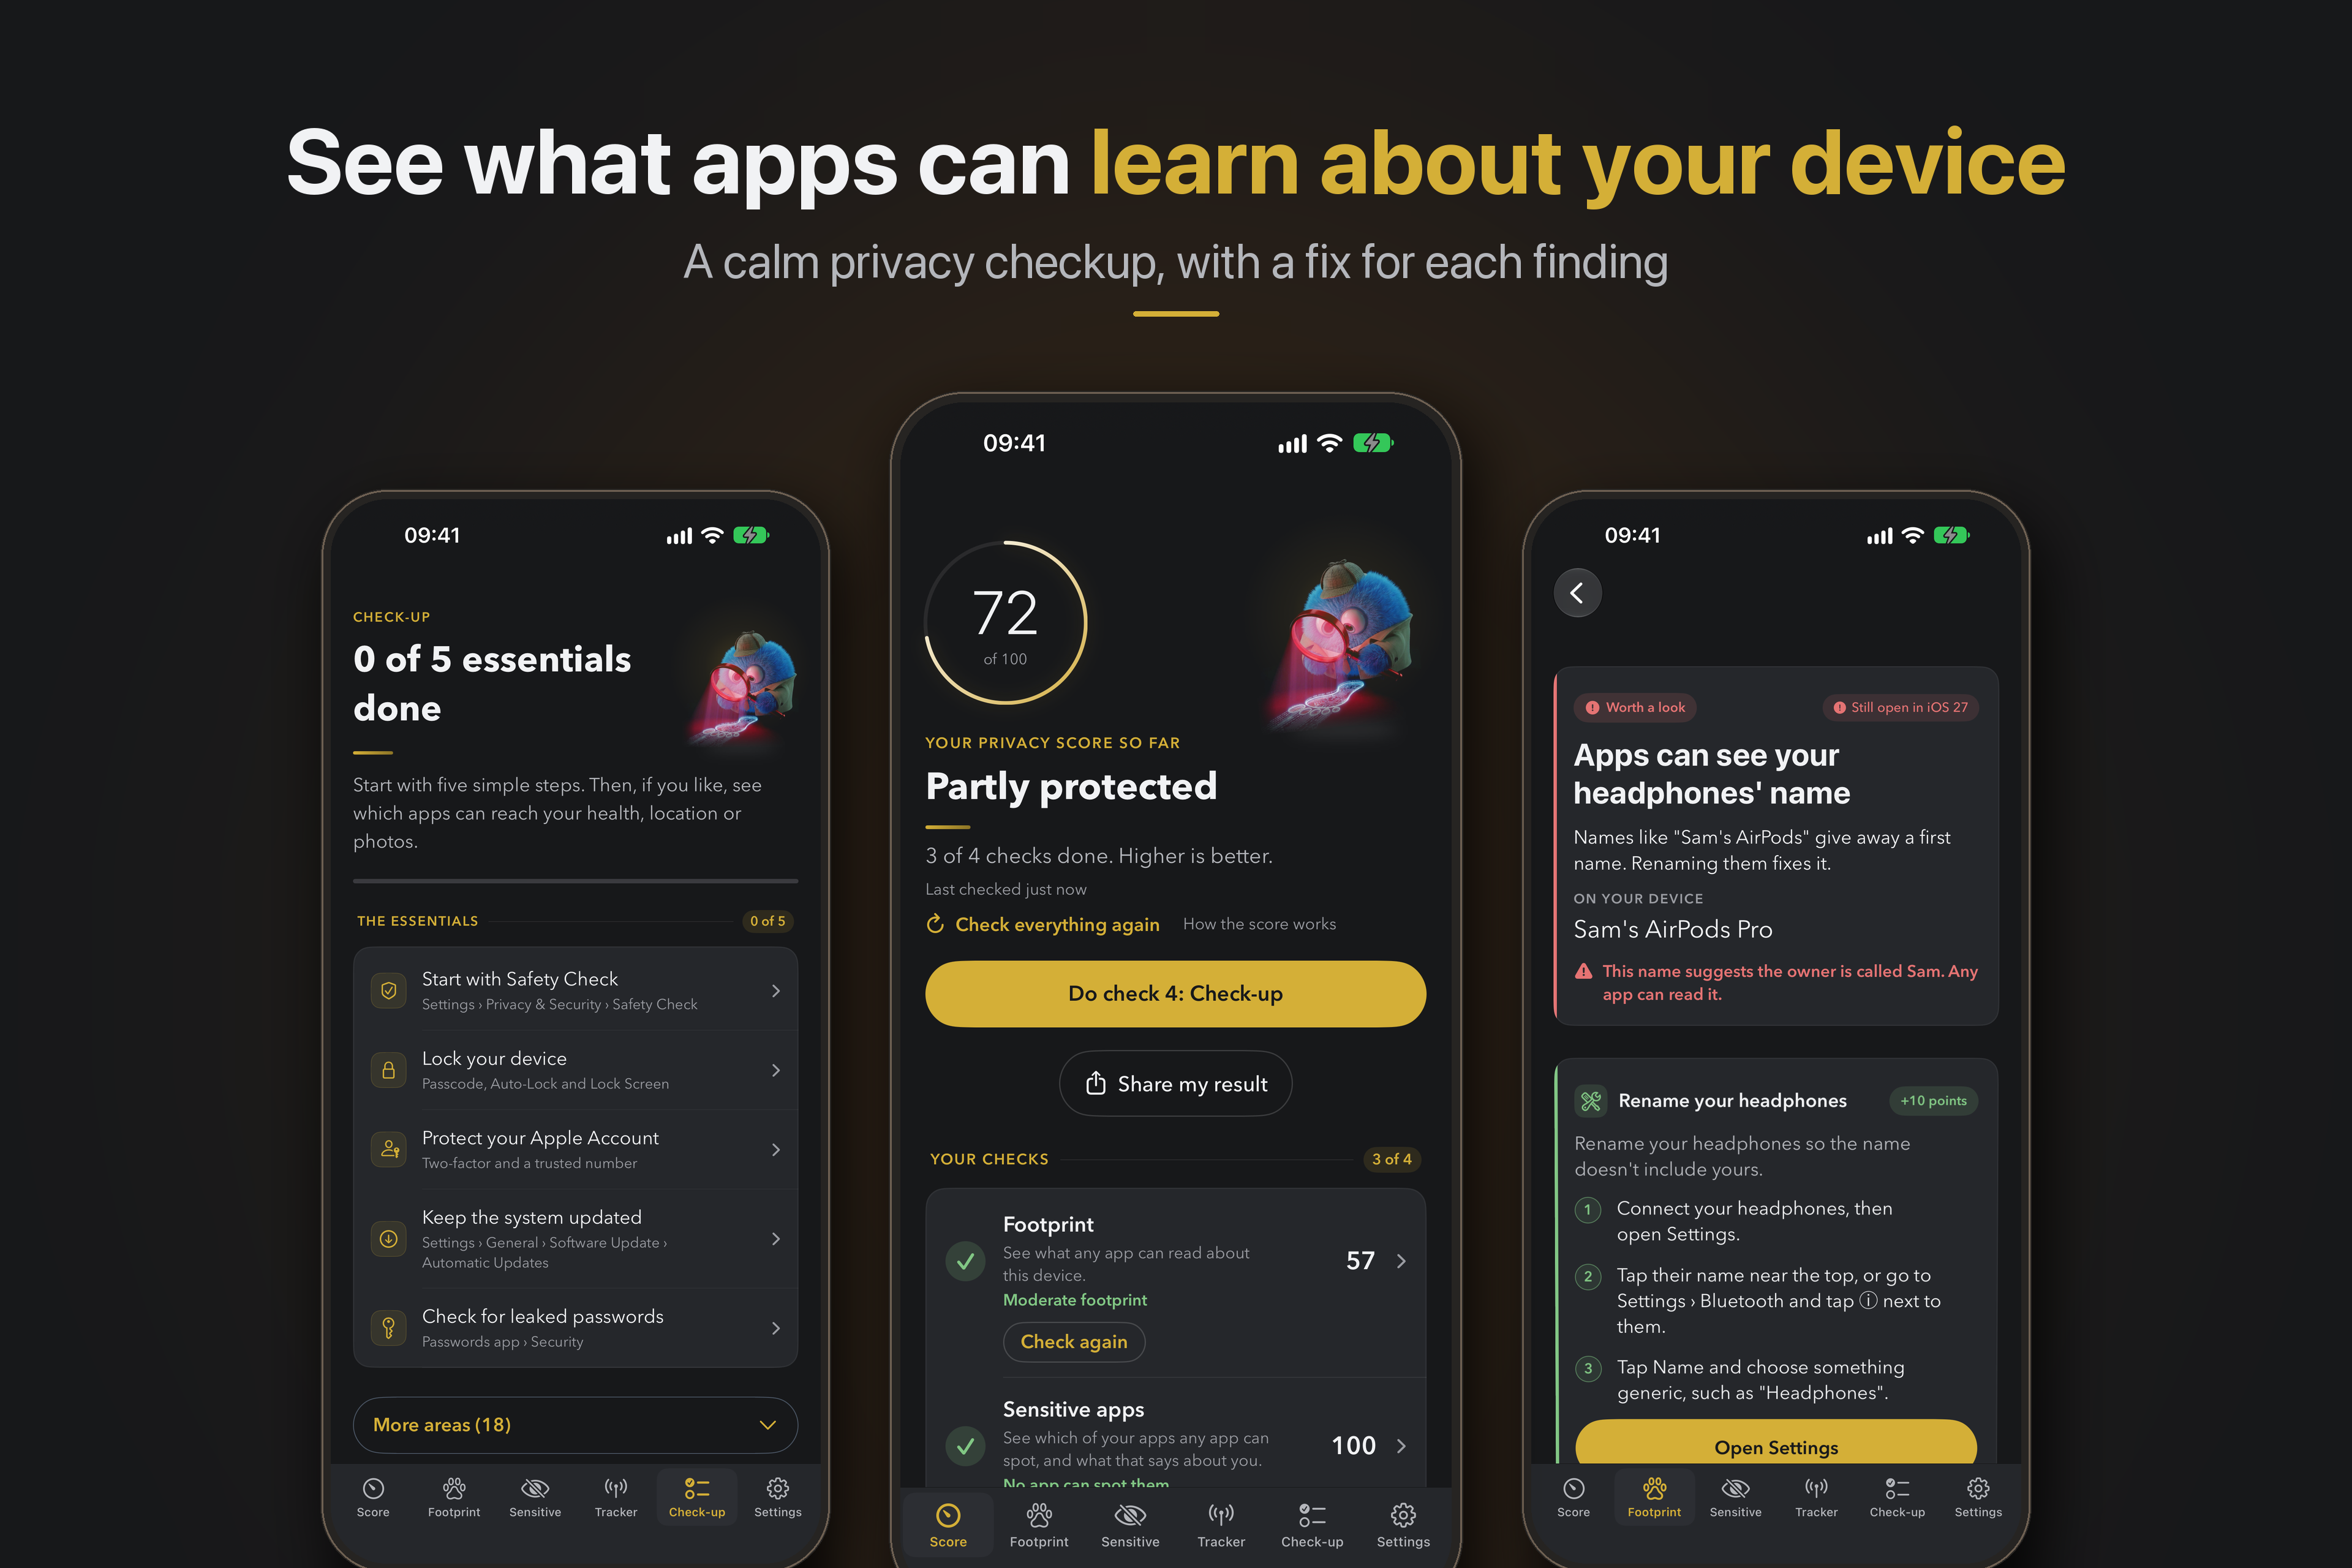 See what apps can learn about your device
A calm privacy checkup, with a fix for each finding
09:41
CHECK-UP
0 of 5 essentials
done
Start with five simple steps. Then, if you like, see
which apps can reach your health, location or
photos.
THE ESSENTIALS
0 of 5
Start with Safety Check
Settings › Privacy & Security › Safety Check
Lock your device
Passcode, Auto-Lock and Lock Screen
Protect your Apple Account
Two-factor and a trusted number
Keep the system updated
Settings › General › Software Update ›
Automatic Updates
Check for leaked passwords
Passwords app › Security
More areas (18)
Score
Footprint
Sensitive
Tracker
Check-up
Settings
09:41
72
of 100
YOUR PRIVACY SCORE SO FAR
Partly protected
3 of 4 checks done. Higher is better.
Last checked just now
Check everything again
How the score works
Do check 4: Check-up
Share my result
YOUR CHECKS
3 of 4
Footprint
See what any app can read about
this device.
Moderate footprint
57
Check again
Sensitive apps
See which of your apps any app can
spot, and what that says about you.
No app can spot them
100
Score
Footprint
Sensitive
Tracker
Check-up
Settings
09:41
Worth a look
Still open in iOS 27
Apps can see your
headphones' name
Names like "Sam's AirPods" give away a first
name. Renaming them fixes it.
ON YOUR DEVICE
Sam's AirPods Pro
This name suggests the owner is called Sam. Any
app can read it.
Rename your headphones
+10 points
Rename your headphones so the name
doesn't include yours.
1 Connect your headphones, then
open Settings.
2 Tap their name near the top, or go to
Settings › Bluetooth and tap ⓘ next to
them.
3 Tap Name and choose something
generic, such as "Headphones".
Open Settings
Score
Footprint
Sensitive
Tracker
Check-up
Settings